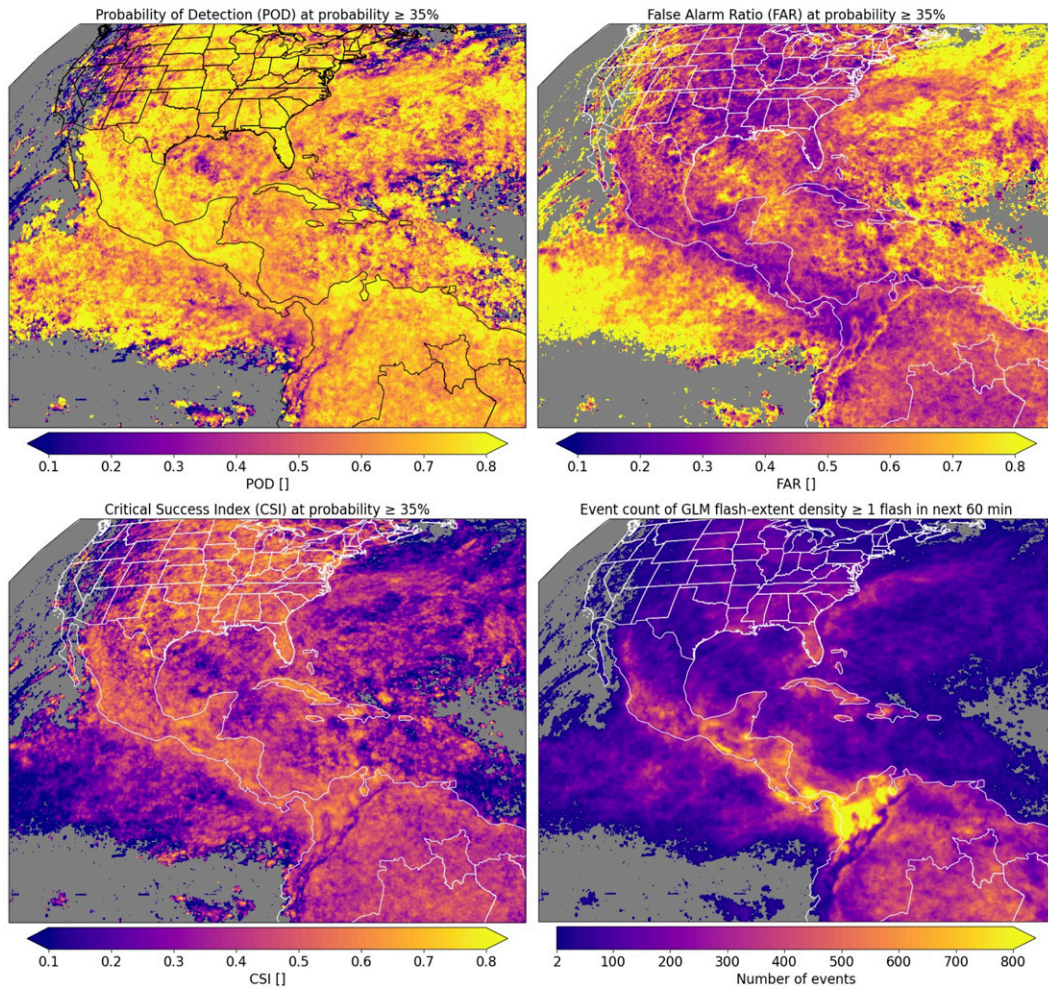 Probability of Detection (POD) at probability ≥ 35%
False Alarm Ratio (FAR) at probability ≥ 35%
0.1 0.2 0.3 0.4 0.5 0.6 0.7 0.8
POD []
0.1 0.2 0.3 0.4 0.5 0.6 0.7 0.8
FAR []
Critical Success Index (CSI) at probability ≥ 35%
Event count of GLM flash-extent density ≥ 1 flash in next 60 min
0.1 0.2 0.3 0.4 0.5 0.6 0.7 0.8
CSI []
2 100 200 300 400 500 600 700 800
Number of events